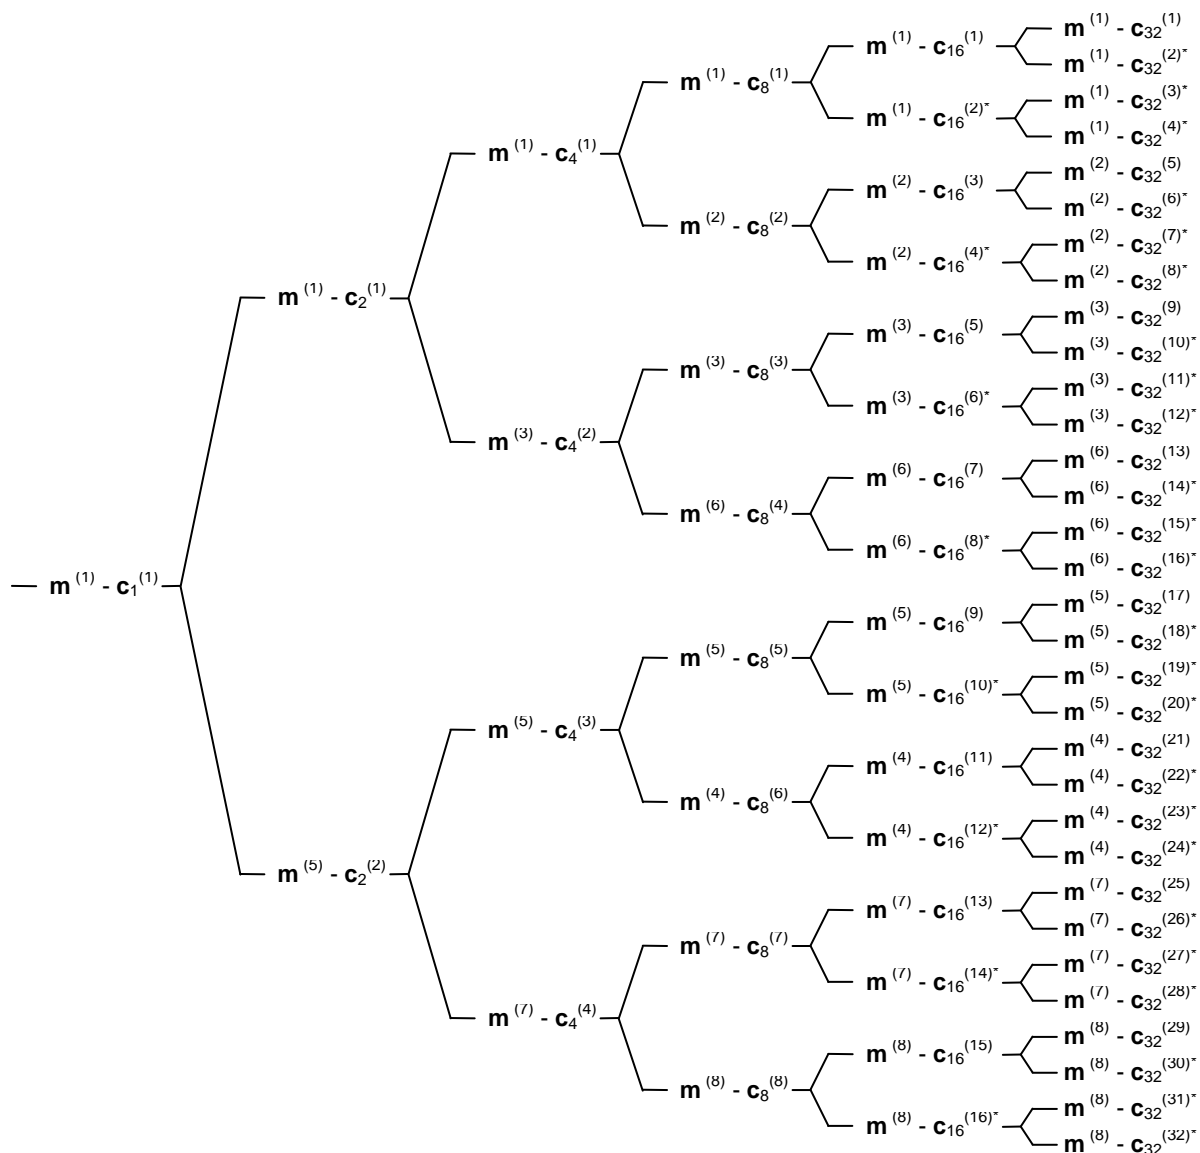 m(1) - c32(1)
m(1) - c16(1)
m(1) - c32(2)*
m(1) - c8(1)
m(1) - c32(3)*
m(1) - c16(2)*
m(1) - c32(4)*
m(1) - c4(1)
m(2) - c32(5)
m(2) - c16(3)
m(2) - c32(6)*
m(2) - c8(2)
m(2) - c32(7)*
m(2) - c16(4)*
m(2) - c32(8)*
m(1) - c2(1)
m(3) - c32(9)
m(3) - c16(5)
m(3) - c32(10)*
m(3) - c8(3)
m(3) - c32(11)*
m(3) - c16(6)*
m(3) - c32(12)*
m(3) - c4(2)
m(6) - c32(13)
m(6) - c16(7)
m(6) - c32(14)*
m(6) - c8(4)
m(6) - c32(15)*
m(6) - c16(8)*
m(6) - c32(16)*
m(1) - c1(1)
m(5) - c32(17)
m(5) - c16(9)
m(5) - c32(18)*
m(5) - c8(5)
m(5) - c32(19)*
m(5) - c16(10)*
m(5) - c32(20)*
m(5) - c4(3)
m(4) - c32(21)
m(4) - c16(11)
m(4) - c32(22)*
m(4) - c8(6)
m(4) - c32(23)*
m(4) - c16(12)*
m(4) - c32(24)*
m(5) - c2(2)
m(7) - c32(25)
m(7) - c16(13)
m(7) - c32(26)*
m(7) - c8(7)
m(7) - c32(27)*
m(7) - c16(14)*
m(7) - c32(28)*
m(7) - c4(4)
m(8) - c32(29)
m(8) - c16(15)
m(8) - c32(30)*
m(8) - c8(8)
m(8) - c32(31)*
m(8) - c16(16)*
m(8) - c32(32)*